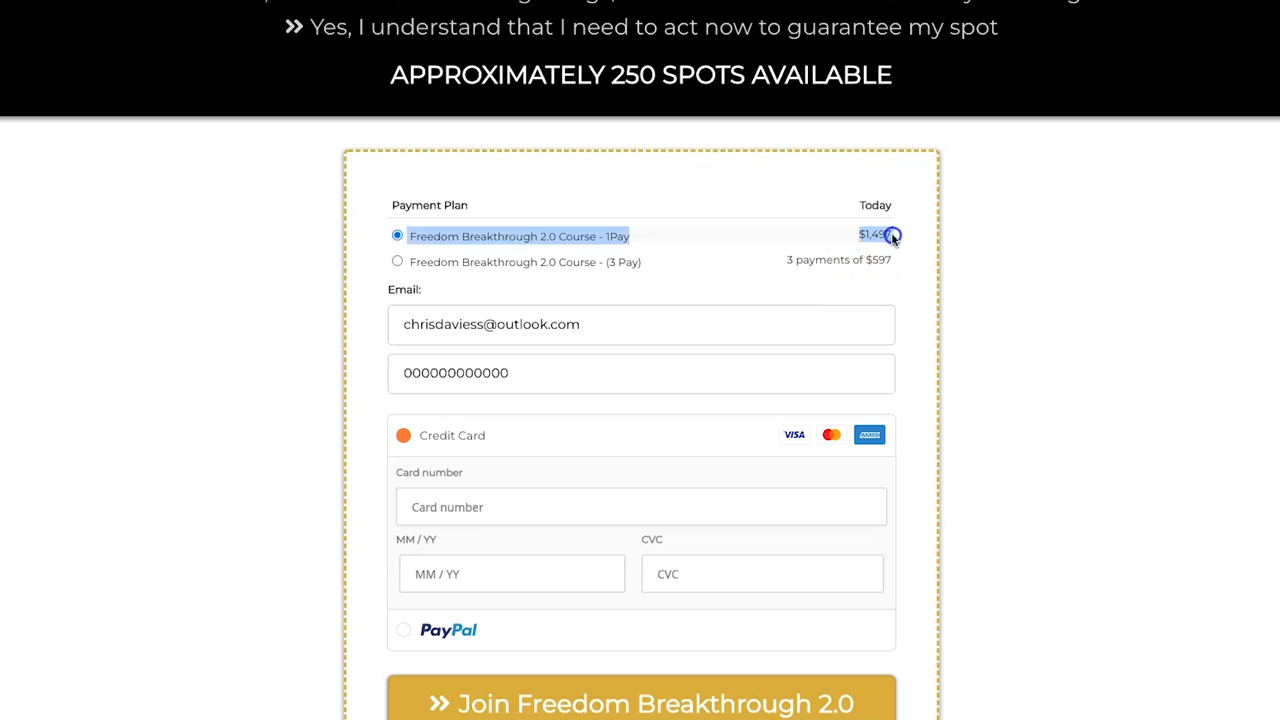 Yes, I understand that I need to act now to guarantee my spot
APPROXIMATELY 250 SPOTS AVAILABLE
Payment Plan Today
Freedom Breakthrough 2.0 Course - 1Pay $1,497
Freedom Breakthrough 2.0 Course - (3 Pay) 3 payments of $597
Email:
chrisdaviess@outlook.com
000000000000
Credit Card VISA AMEX
Card number
Card number
MM / YY CVC
MM / YY CVC
PayPal
Join Freedom Breakthrough 2.0